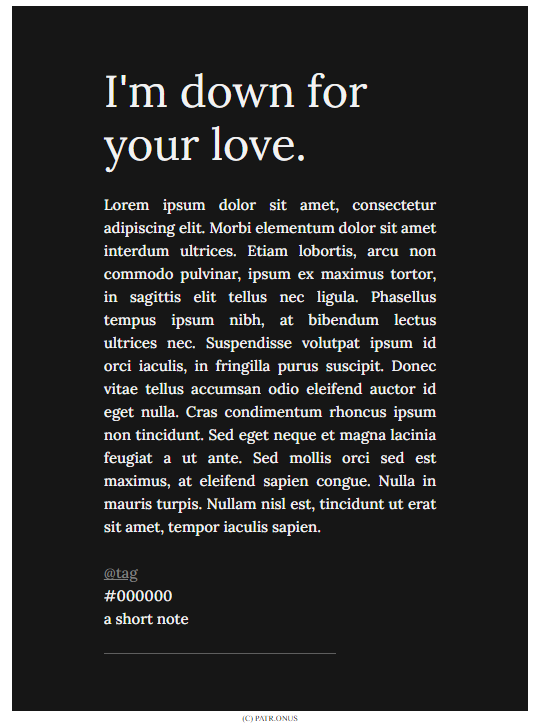 I'm down for
your love.
Lorem ipsum dolor sit amet, consectetur
adipiscing elit. Morbi elementum dolor sit amet
interdum ultrices. Etiam lobortis, arcu non
commodo pulvinar, ipsum ex maximus tortor,
in sagittis elit tellus nec ligula. Phasellus
tempus ipsum nibh, at bibendum lectus
ultrices nec. Suspendisse volutpat ipsum id
orci iaculis, in fringilla purus suscipit. Donec
vitae tellus accumsan odio eleifend auctor id
eget nulla. Cras condimentum rhoncus ipsum
non tincidunt. Sed eget neque et magna lacinia
feugiat a ut ante. Sed mollis orci sed est
maximus, at eleifend sapien congue. Nulla in
mauris turpis. Nullam nisl est, tincidunt ut erat
sit amet, tempor iaculis sapien.
@tag
#000000
a short note
(C) PATR.ONUS